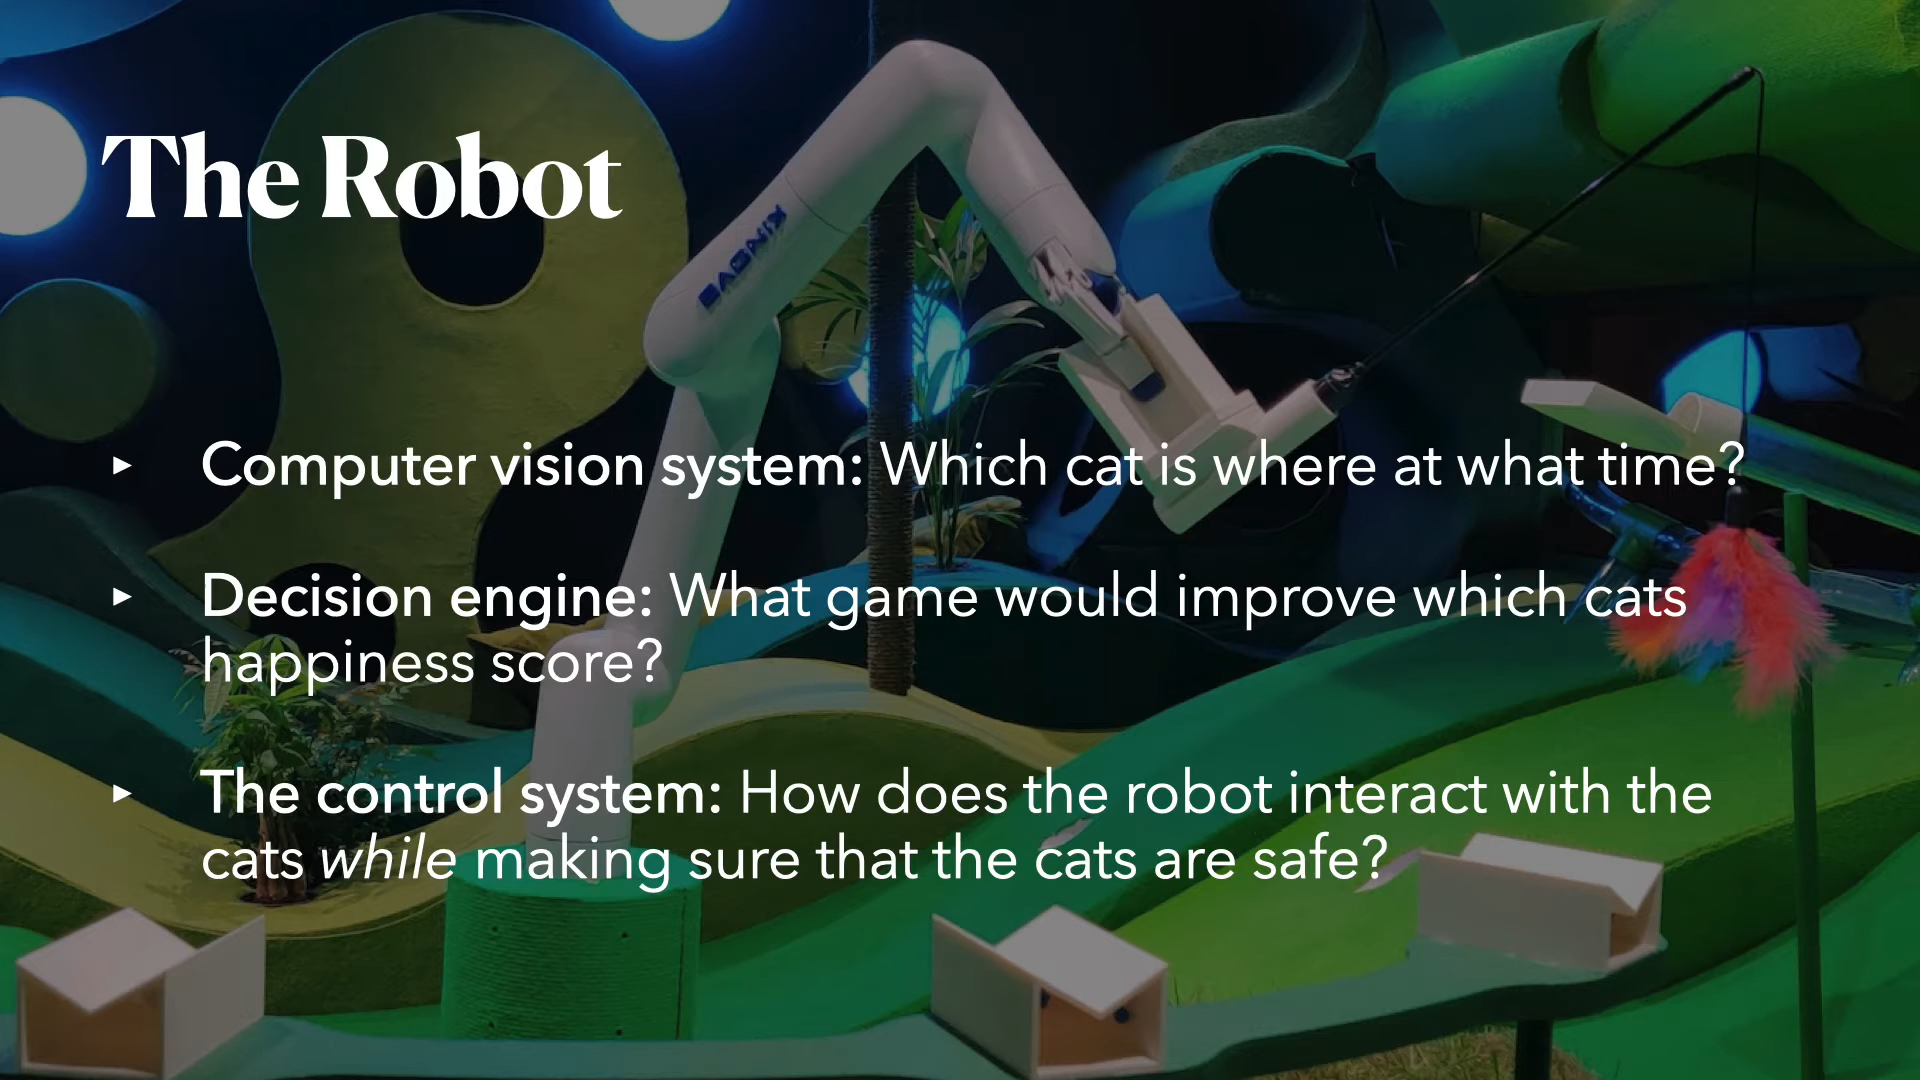 The Robot
KINOVA
▸ Computer vision system: Which cat is where at what time?
▸ Decision engine: What game would improve which cats
happiness score?
▸ The control system: How does the robot interact with the
cats while making sure that the cats are safe?